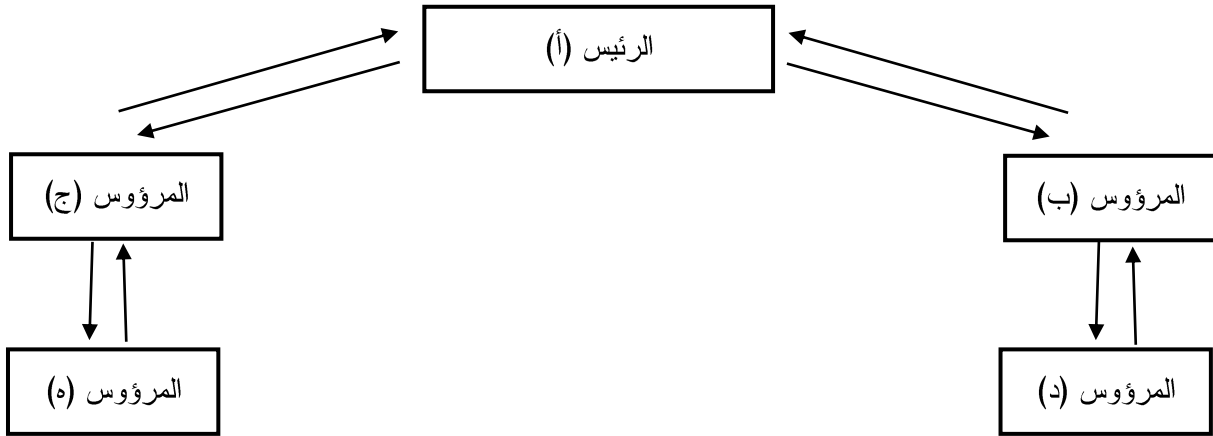 الرئيس (أ)
المرؤوس (ب)
المرؤوس (ج)
المرؤوس (د)
المرؤوس (ه)